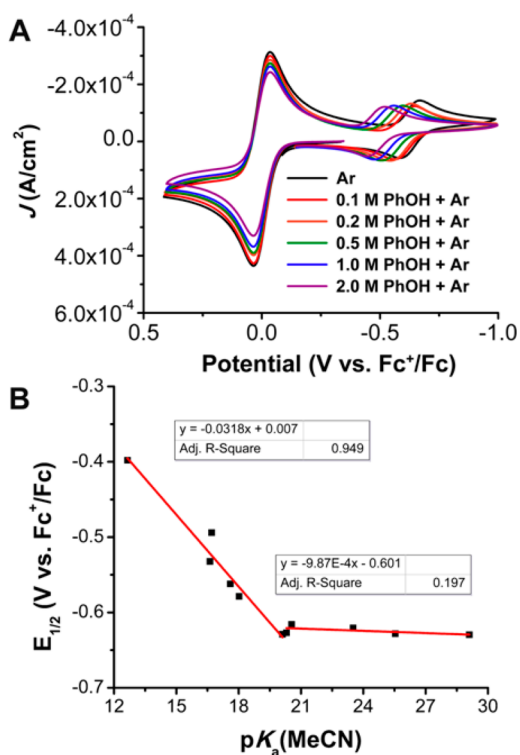 A
-4.0x10⁻⁴
-2.0x10⁻⁴
0.0
2.0x10⁻⁴
4.0x10⁻⁴
6.0x10⁻⁴
J (A/cm²)
Ar
0.1 M PhOH + Ar
0.2 M PhOH + Ar
0.5 M PhOH + Ar
1.0 M PhOH + Ar
2.0 M PhOH + Ar
0.5 0.0 -0.5 -1.0
Potential (V vs. Fc⁺/Fc)
B
-0.3
-0.4
-0.5
-0.6
-0.7
E₁/₂ (V vs. Fc⁺/Fc)
y = -0.0318x + 0.007
Adj. R-Square 0.949
y = -9.87E-4x - 0.601
Adj. R-Square 0.197
12 15 18 21 24 27 30
pKₐ(MeCN)